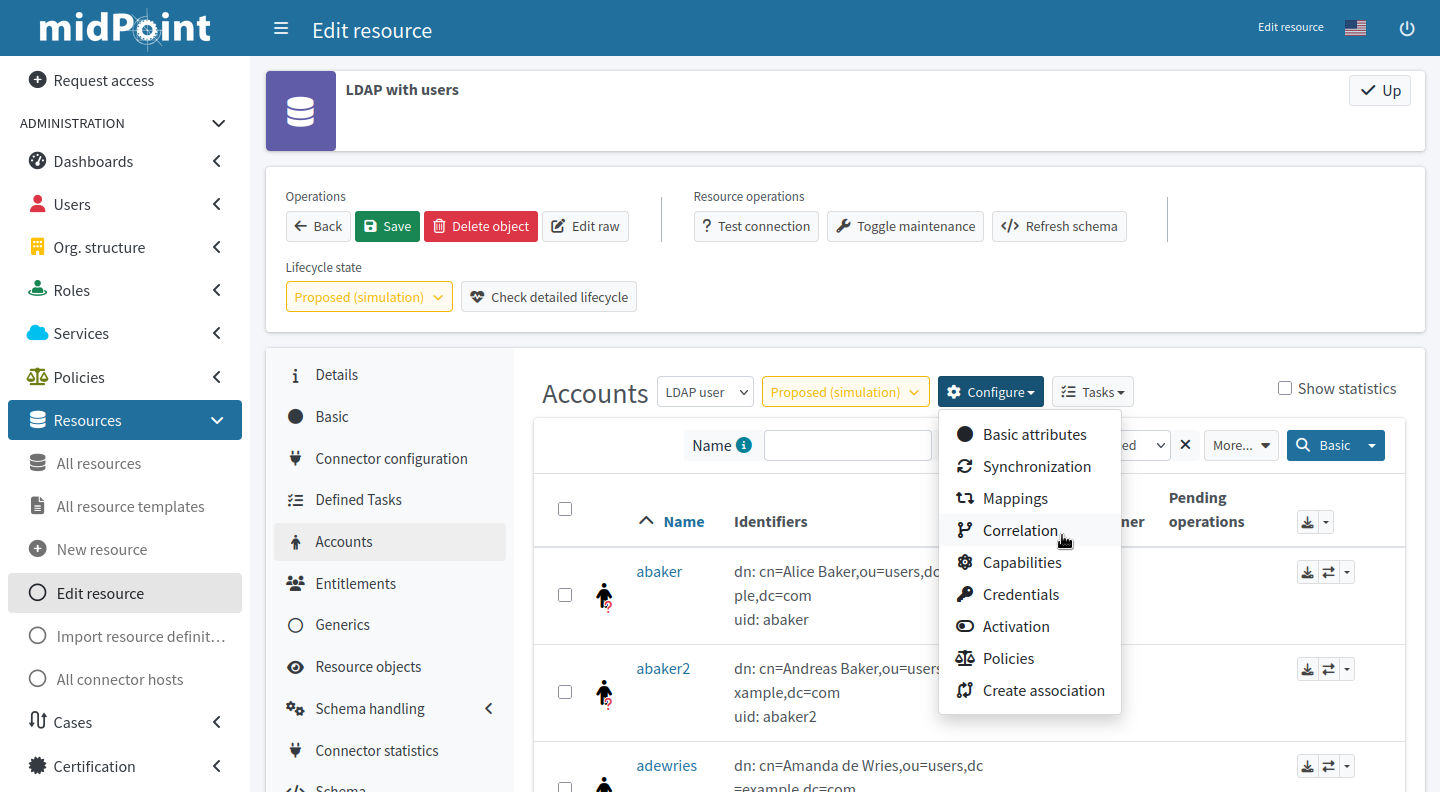 midPoint
Edit resource
Edit resource
Request access
ADMINISTRATION
Dashboards
Users
Org. structure
Roles
Services
Policies
Resources
All resources
All resource templates
New resource
Edit resource
Import resource definit...
All connector hosts
Cases
Certification
LDAP with users
Up
Operations
Back
Save
Delete object
Edit raw
Resource operations
Test connection
Toggle maintenance
Refresh schema
Lifecycle state
Proposed (simulation)
Check detailed lifecycle
Details
Basic
Connector configuration
Defined Tasks
Accounts
Entitlements
Generics
Resource objects
Schema handling
Connector statistics
Schema
Accounts
LDAP user
Proposed (simulation)
Configure
Tasks
Show statistics
Basic attributes
Synchronization
Mappings
Correlation
Capabilities
Credentials
Activation
Policies
Create association
Name
ed
More...
Basic
Name
Identifiers
ner
Pending
operations
abaker
dn: cn=Alice Baker,ou=users,dc
ple,dc=com
uid: abaker
abaker2
dn: cn=Andreas Baker,ou=users
xample,dc=com
uid: abaker2
adewries
dn: cn=Amanda de Wries,ou=users,dc
=example,dc=com